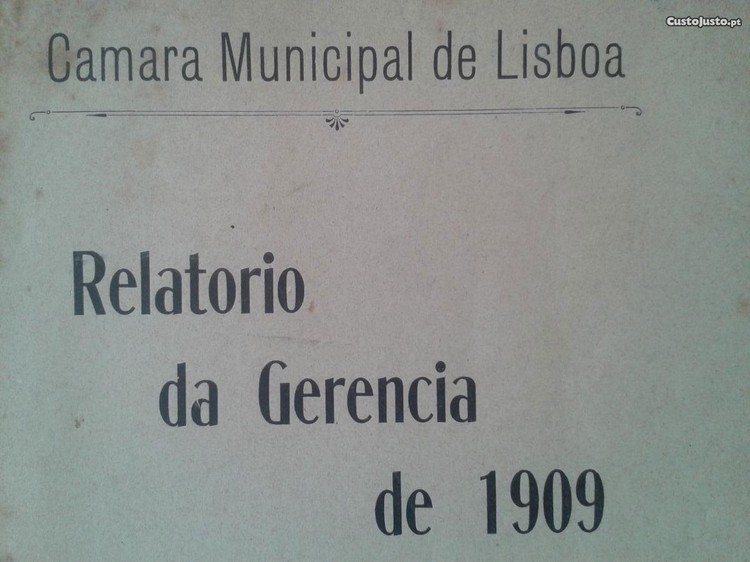 CustoJusto.pt
Camara Municipal de Lisboa
Relatorio
da Gerencia
de 1909